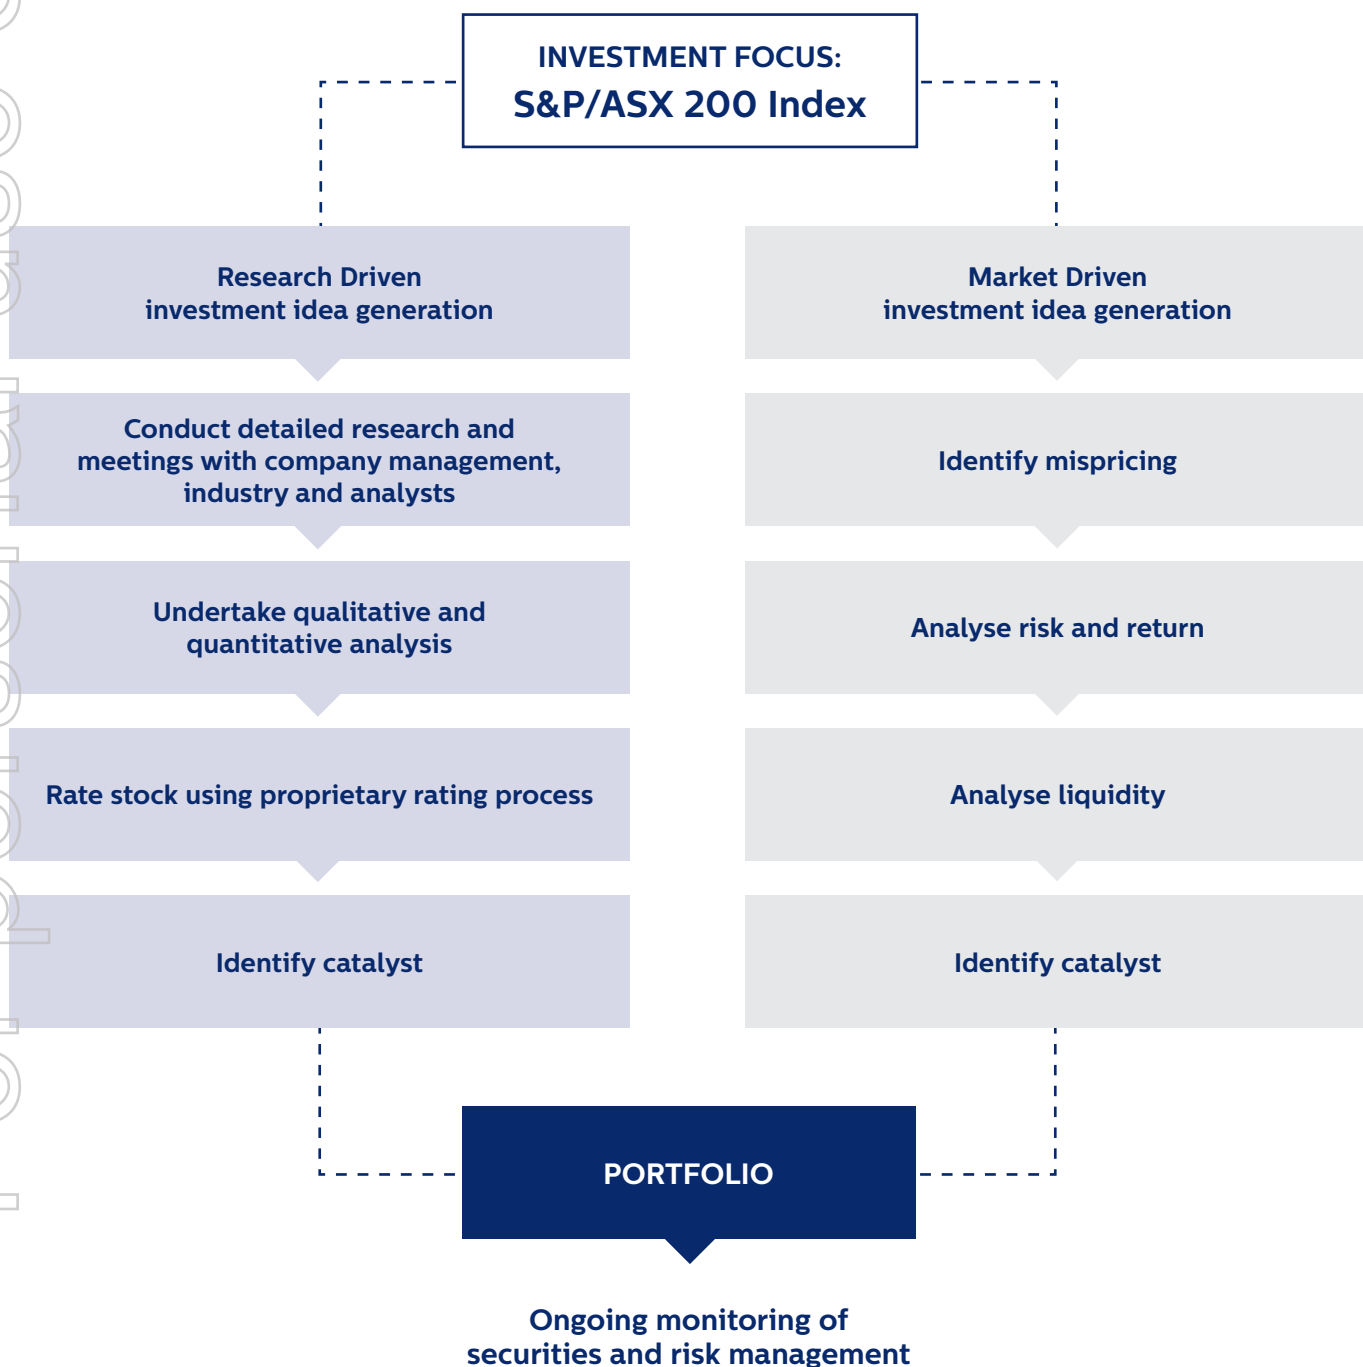 INVESTMENT FOCUS:
S&P/ASX 200 Index
Research Driven
investment idea generation
Conduct detailed research and
meetings with company management,
industry and analysts
Undertake qualitative and
quantitative analysis
Rate stock using proprietary rating process
Identify catalyst
Market Driven
investment idea generation
Identify mispricing
Analyse risk and return
Analyse liquidity
Identify catalyst
PORTFOLIO
Ongoing monitoring of
securities and risk management